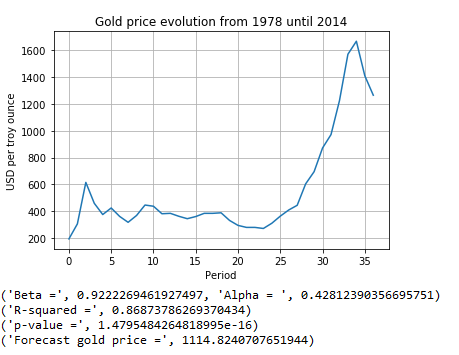 Gold price evolution from 1978 until 2014
1600
1400
1200
1000
800
600
400
200
USD per troy ounce
0 5 10 15 20 25 30 35
Period
('Beta =', 0.9222269461927497, 'Alpha = ', 0.42812390356695751)
('R-squared =', 0.86873786269370434)
('p-value =', 1.4795484264818995e-16)
('Forecast gold price =', 1114.8240707651944)